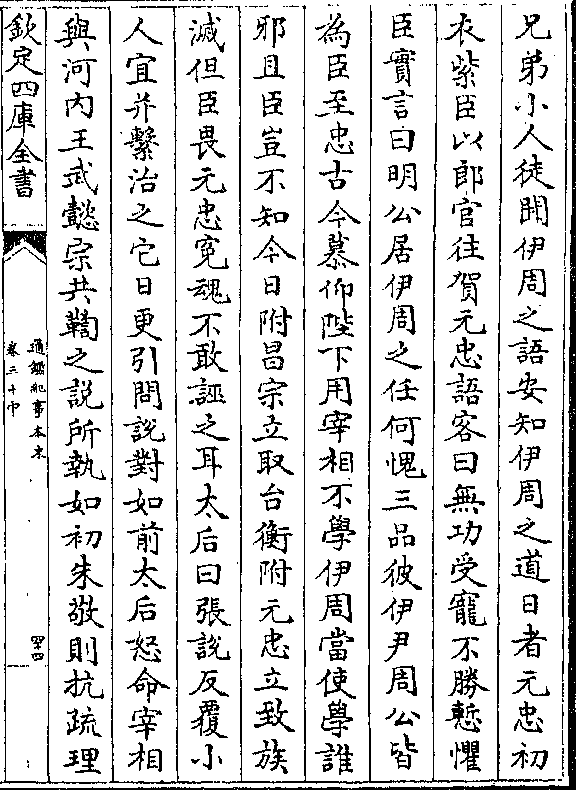 兄弟小人徒聞伊周之語安知伊周之道日者元忠初
衣紫臣以郎官往賀元忠語客曰無功受寵不勝慙懼
臣實言曰明公居伊周之任何愧三品彼伊尹周公皆
為臣至忠古今慕仰陛下用宰相不學伊周當使學誰
邪且臣豈不知今日附昌宗立取台衡附元忠立致族
滅但臣畏元忠寃魂不敢誣之耳太后曰張說反覆小
人宜并繫治之它日更引問說對如前太后怒命宰相
與河內王武懿宗共鞫之說所執如初朱敬則抗疏理
欽定四庫全書
通鑑紀事本末
卷三十中
四四